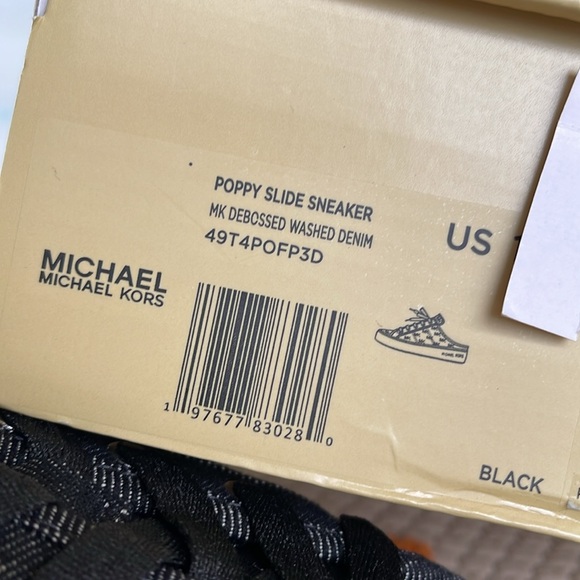 POPPY SLIDE SNEAKER
MK DEBOSSED WASHED DENIM
49T4POFP3D
US
MICHAEL
MICHAEL KORS
1 97677 83028 0
BLACK